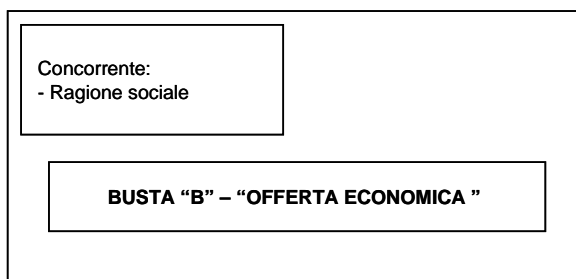 Concorrente:
- Ragione sociale
BUSTA “B” – “OFFERTA ECONOMICA ”